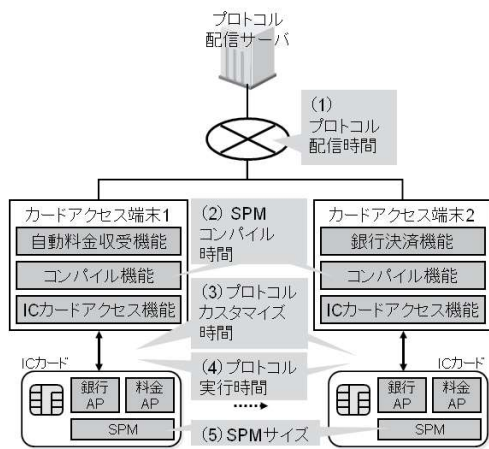 プロトコル
配信サーバ
(1)
プロトコル
配信時間
カードアクセス端末1
自動料金収受機能
コンパイル機能
ICカードアクセス機能
(2) SPM
コンパイル
時間
カードアクセス端末2
銀行決済機能
コンパイル機能
ICカードアクセス機能
(3)プロトコル
カスタマイズ
時間
(4)プロトコル
実行時間
(5)SPMサイズ
ICカード
銀行
AP
料金
AP
SPM
ICカード
銀行
AP
料金
AP
SPM